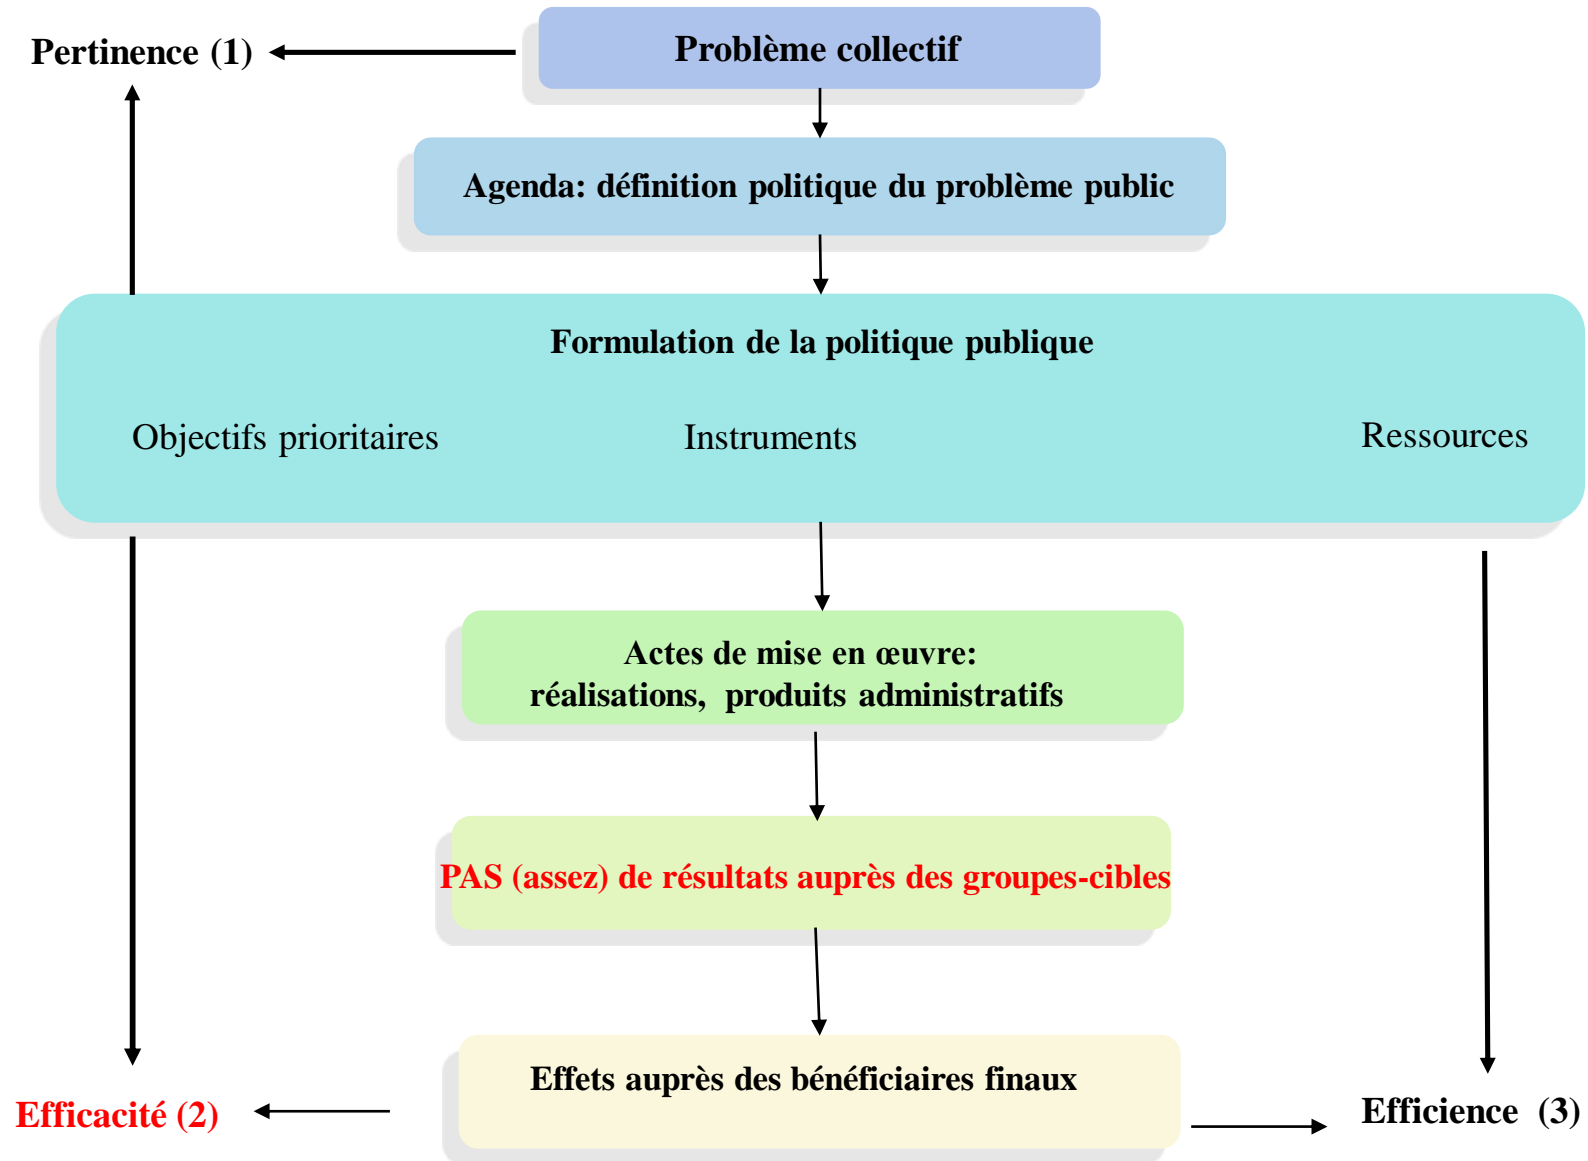 Pertinence (1)
Problème collectif
Agenda: définition politique du problème public
Formulation de la politique publique
Objectifs prioritaires
Instruments
Ressources
Actes de mise en œuvre:
réalisations, produits administratifs
PAS (assez) de résultats auprès des groupes-cibles
Effets auprès des bénéficiaires finaux
Efficacité (2)
Efficience (3)